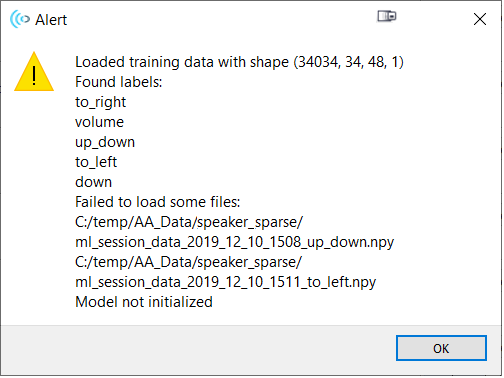 Alert
Loaded training data with shape (34034, 34, 48, 1)
Found labels:
to_right
volume
up_down
to_left
down
Failed to load some files:
C:/temp/AA_Data/speaker_sparse/
ml_session_data_2019_12_10_1508_up_down.npy
C:/temp/AA_Data/speaker_sparse/
ml_session_data_2019_12_10_1511_to_left.npy
Model not initialized
OK